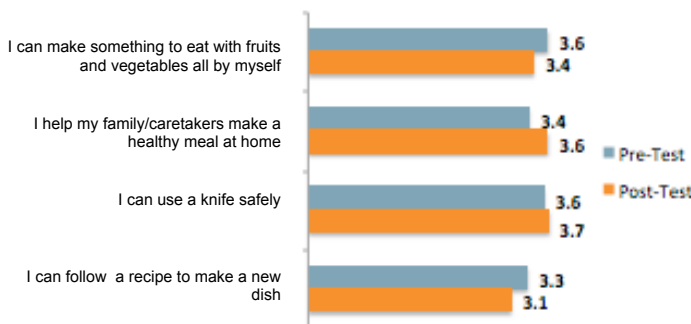 I can make something to eat with fruits
and vegetables all by myself
3.6
3.4
I help my family/caretakers make a
healthy meal at home
3.4
3.6
I can use a knife safely
3.6
3.7
I can follow  a recipe to make a new
dish
3.3
3.1
Pre-Test
Post-Test